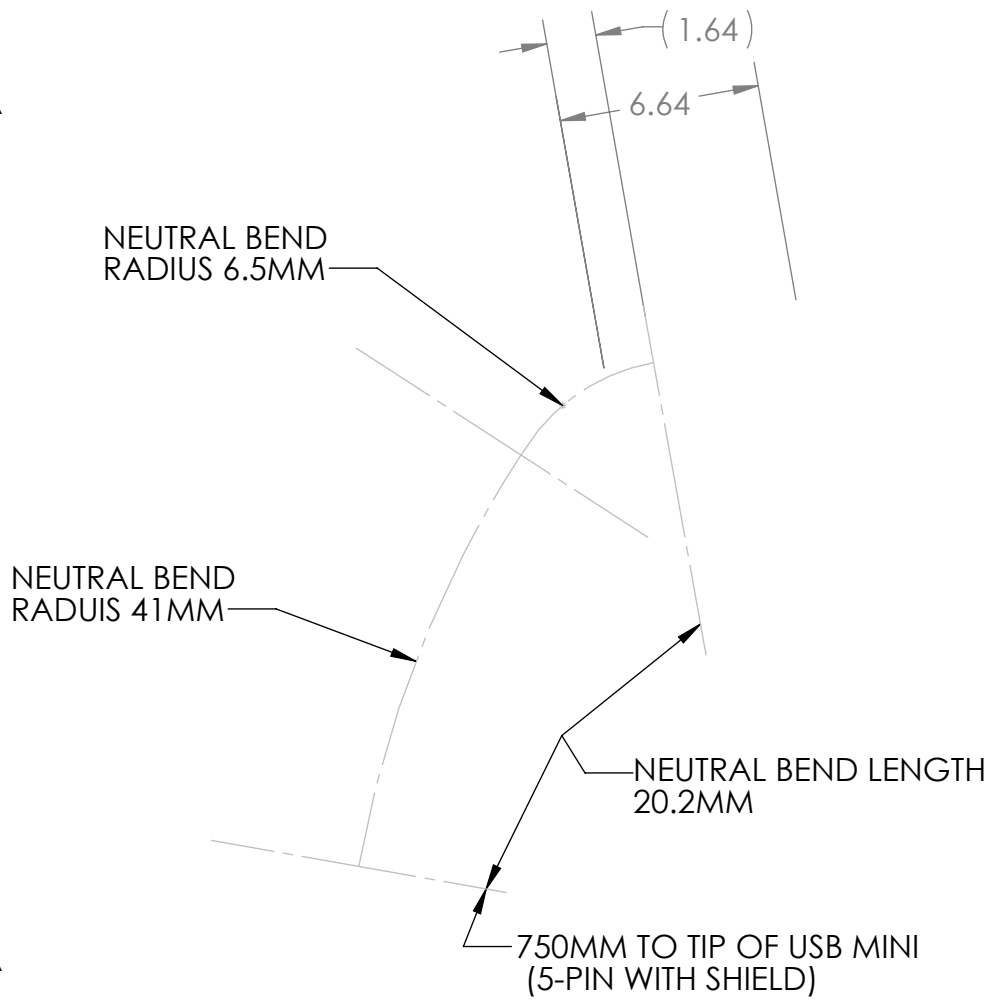 (1.64)
6.64
NEUTRAL BEND
RADIUS 6.5MM
NEUTRAL BEND
RADUIS 41MM
NEUTRAL BEND LENGTH
20.2MM
750MM TO TIP OF USB MINI
(5-PIN WITH SHIELD)